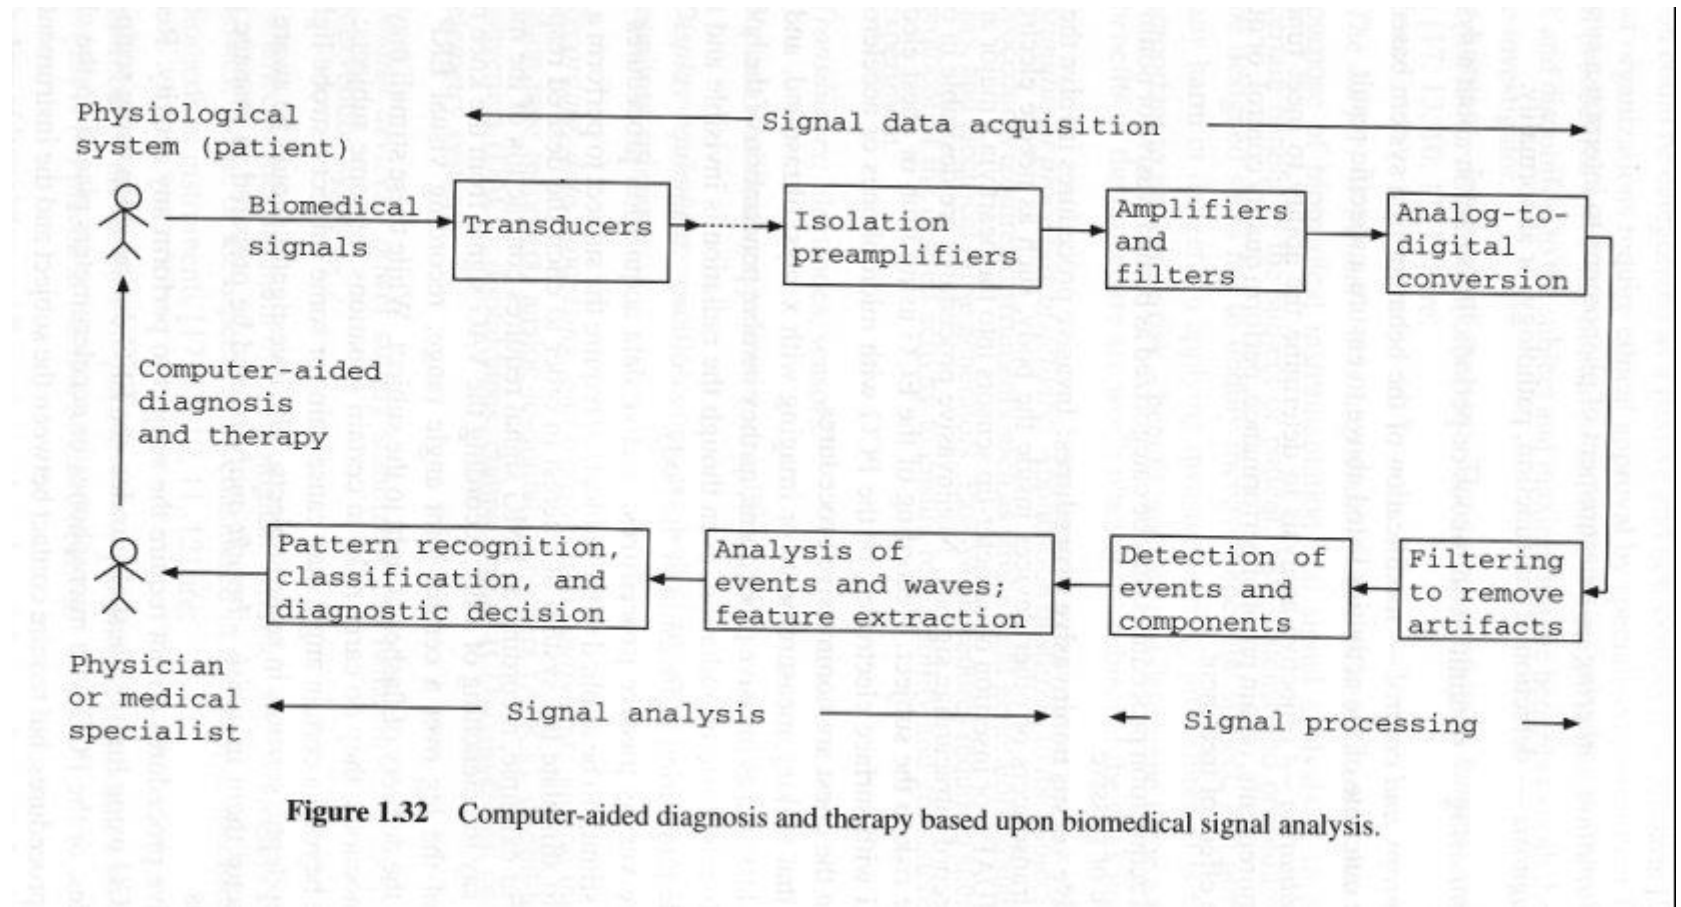 Physiological
system (patient)
Signal data acquisition
Biomedical
signals
Transducers
Isolation
preamplifiers
Amplifiers
and
filters
Analog-to-
digital
conversion
Computer-aided
diagnosis
and therapy
Pattern recognition,
classification, and
diagnostic decision
Analysis of
events and waves;
feature extraction
Detection of
events and
components
Filtering
to remove
artifacts
Physician
or medical
specialist
Signal analysis
Signal processing
Figure 1.32 Computer-aided diagnosis and therapy based upon biomedical signal analysis.